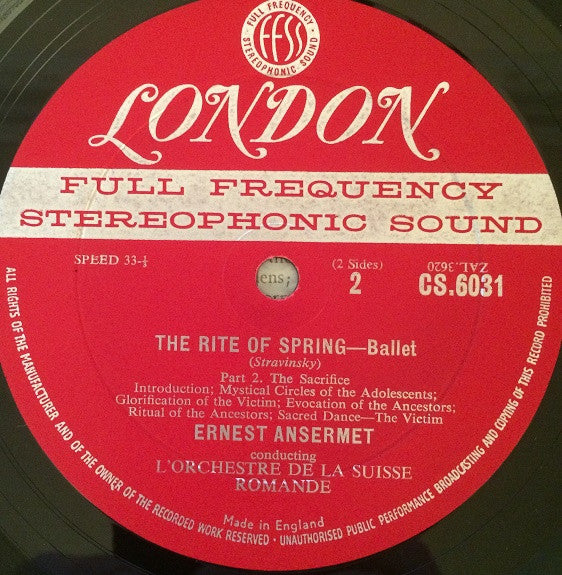 FULL FREQUENCY
FFSS
STEREOPHONIC SOUND
LONDON
FULL FREQUENCY
STEREOPHONIC SOUND
SPEED 33-⅓
ens;
(2 Sides)
2
ZAL.3620
CS.6031
THE RITE OF SPRING—Ballet
(Stravinsky)
Part 2. The Sacrifice
Introduction; Mystical Circles of the Adolescents;
Glorification of the Victim; Evocation of the Ancestors;
Ritual of the Ancestors; Sacred Dance—The Victim
ERNEST ANSERMET
conducting
L'ORCHESTRE DE LA SUISSE
ROMANDE
Made in England
ALL RIGHTS OF THE MANUFACTURER AND OF THE OWNER OF THE RECORDED WORK RESERVED · UNAUTHORISED PUBLIC PERFORMANCE BROADCASTING AND COPYING OF THIS RECORD PROHIBITED